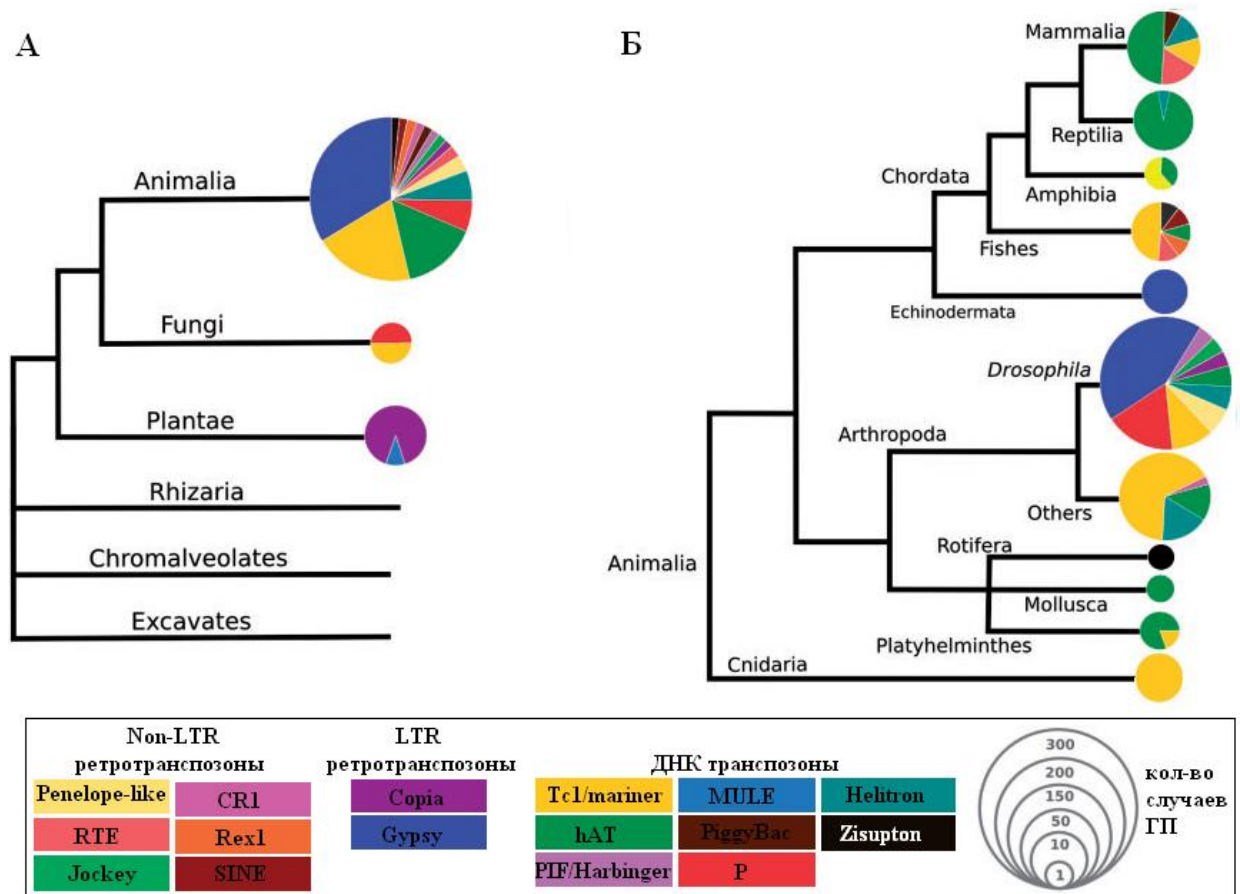 А
Animalia
Fungi
Plantae
Rhizaria
Chromalveolates
Excavates
Б
Mammalia
Reptilia
Chordata
Amphibia
Fishes
Echinodermata
Drosophila
Arthropoda
Others
Rotifera
Animalia
Mollusca
Platyhelminthes
Cnidaria
Non-LTR
ретротранспозоны
Penelope-like
CR1
RTE
Rex1
Jockey
SINE
LTR
ретротранспозоны
Copia
Gypsy
ДНК транспозоны
Tc1/mariner
MULE
Helitron
hAT
PiggyBac
Zisupton
PIF/Harbinger
P
300
200
150
50
10
1
кол-во
случаев
ГП